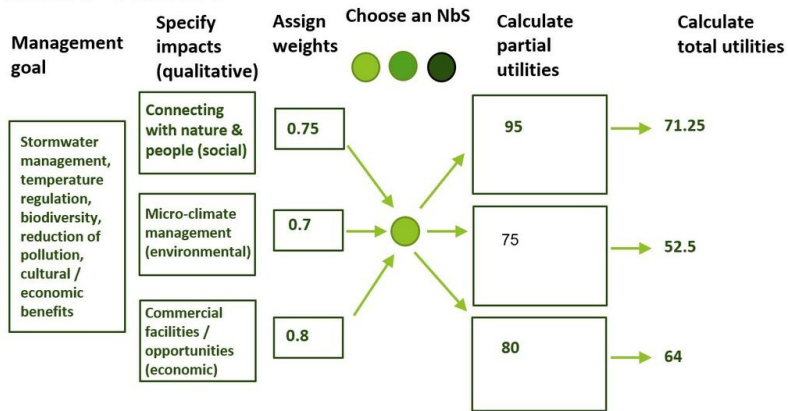 Management
goal
Specify
impacts
(qualitative)
Assign
weights
Choose an NbS
Calculate
partial
utilities
Calculate
total utilities
Stormwater
management,
temperature
regulation,
biodiversity,
reduction of
pollution,
cultural /
economic
benefits
Connecting
with nature &
people (social)
0.75
95
71.25
Micro-climate
management
(environmental)
0.7
75
52.5
Commercial
facilities /
opportunities
(economic)
0.8
80
64